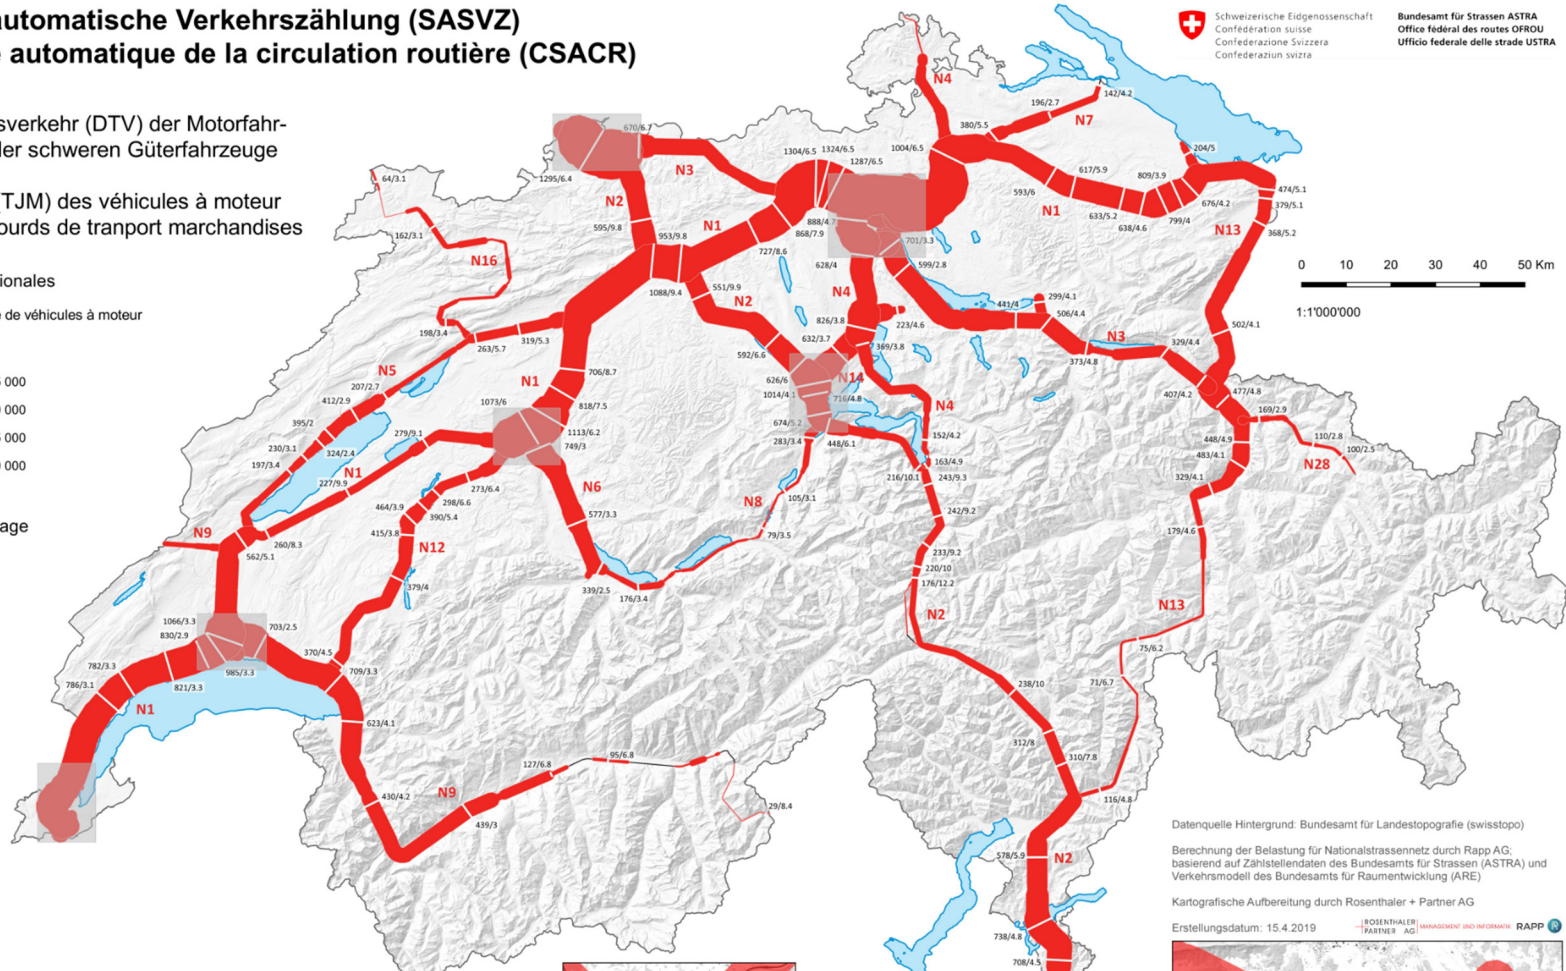 automatische Verkehrszählung (SASVZ)
automatique de la circulation routière (CSACR)
Schweizerische Eidgenossenschaft
Confédération suisse
Confederazione Svizzera
Confederaziun svizra
Bundesamt für Strassen ASTRA
Office fédéral des routes OFROU
Ufficio federale delle strade USTRA
sverkehr (DTV) der Motorfahr-
der schweren Güterfahrzeuge
(TJM) des véhicules à moteur
ourds de tranport marchandises
ionales
e de véhicules à moteur
000
000
000
000
age
N4
142/4.2
196/2.7
N7
380/5.5
670/6.7
1004/6.5
1304/6.5
1324/6.5
1287/6.5
204/5
1295/6.4
N3
64/3.1
617/5.9
809/3.9
593/6
N1
633/5.2
638/4.6
799/4
676/4.2
474/5.1
379/5.1
368/5.2
N13
N2
595/9.8
N1
953/9.8
888/4.7
868/7.9
727/8.6
701/3.3
162/3.1
N16
628/4
599/2.8
0 10 20 30 40 50 Km
1:1'000'000
1088/9.4
551/9.9
N2
N4
441/4
299/4.1
506/4.4
826/3.8
223/4.6
198/3.4
263/5.7
319/5.3
632/3.7
369/3.8
502/4.1
N3
592/6.6
373/4.8
329/4.4
N5
207/2.7
706/8.7
626/6
N14
1014/4.1
716/4.8
407/4.2
477/4.8
N1
412/2.9
1073/6
818/7.5
N4
395/2
1113/6.2
749/3
674/5.2
283/3.4
448/6.1
152/4.2
169/2.9
279/9.1
230/3.1
324/2.4
197/3.4
448/4.9
483/4.1
110/2.8
100/2.5
N28
163/4.9
216/10.1
243/9.3
329/4.1
N1
227/9.9
273/6.4
N6
N8
105/3.1
464/3.9
298/6.6
390/5.4
577/3.3
242/9.2
N9
415/3.8
N12
79/3.5
179/4.6
562/5.1
260/8.3
233/9.2
220/10
176/12.2
379/4
339/2.5
176/3.4
N13
N2
1066/3.3
830/2.9
703/2.5
370/4.5
75/6.2
782/3.3
709/3.3
985/3.3
786/3.1
821/3.3
71/6.7
238/10
N1
623/4.1
312/8
95/6.8
127/6.8
310/7.8
N9
430/4.2
439/3
29/8.4
116/4.8
578/5.9
N2
738/4.8
708/4.5
Datenquelle Hintergrund: Bundesamt für Landestopografie (swisstopo)
Berechnung der Belastung für Nationalstrassennetz durch Rapp AG;
basierend auf Zählstellendaten des Bundesamts für Strassen (ASTRA) und
Verkehrsmodell des Bundesamts für Raumentwicklung (ARE)
Kartografische Aufbereitung durch Rosenthaler + Partner AG
Erstellungsdatum: 15.4.2019
ROSENTHALER
PARTNER AG
MANAGEMENT UND INFORMATIK
RAPP